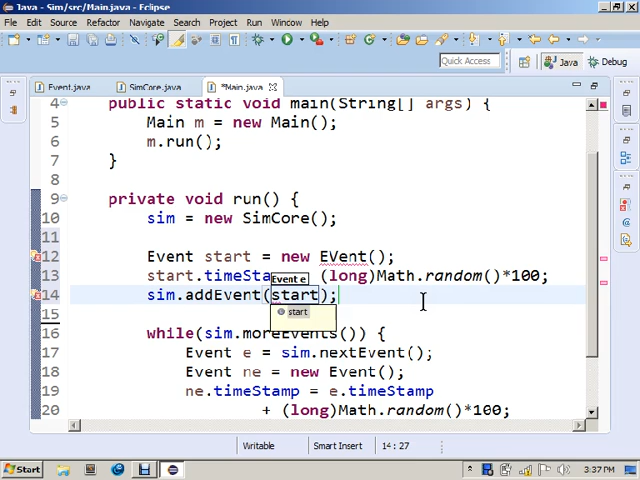 Java - Sim/src/Main.java - Eclipse
File Edit Source Refactor Navigate Search Project Run Window Help
Quick Access Java Debug
Event.java SimCore.java *Main.java
4 public static void main(String[] args) {
5 Main m = new Main();
6 m.run();
7 }
8
9 private void run() {
10 sim = new SimCore();
11
12 Event start = new EVent();
13 start.timeSta (long)Math.random()*100;
Event e
14 sim.addEvent(start);
start
15
16 while(sim.moreEvents()) {
17 Event e = sim.nextEvent();
18 Event ne = new Event();
19 ne.timeStamp = e.timeStamp
20 + (long)Math.random()*100;
Writable Smart Insert 14 : 27
Start 3:37 PM